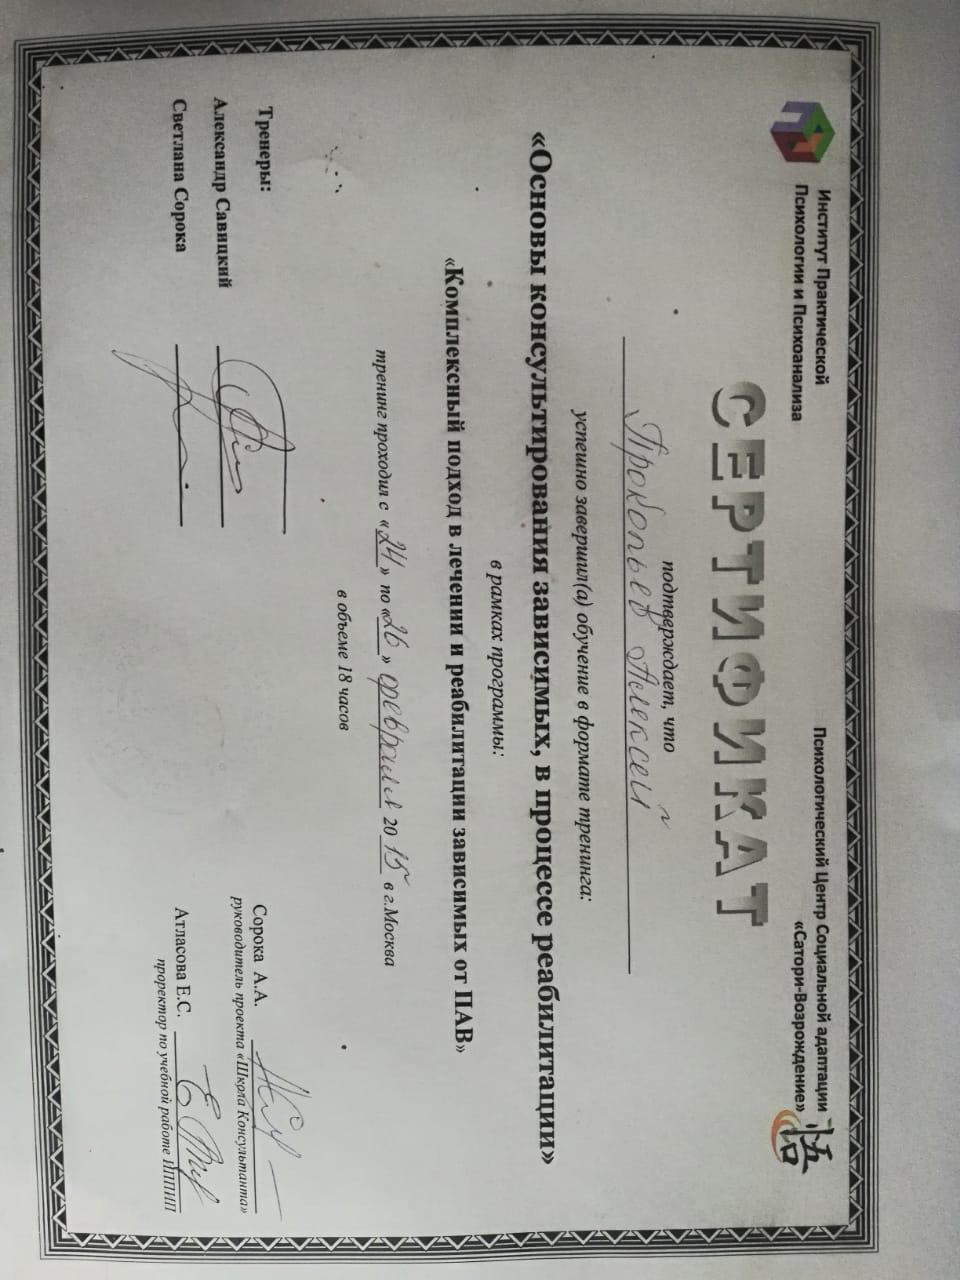 Институт Практической
Психологии и Психоанализа
Психологический Центр Социальной адаптации
«Сатори-Возрождение»
悟
СЕРТИФИКАТ
подтверждает, что
Прокопьев Алексей
успешно завершил(а) обучение в формате тренинга:
«Основы консультирования зависимых, в процессе реабилитации»
в рамках программы:
«Комплексный подход в лечении и реабилитации зависимых от ПАВ»
тренинг проходил с «24» по «26» февраля 2015 в г.Москва
в объеме 18 часов
Тренеры:
Александр Савицкий
Светлана Сорока
Сорока А.А.
руководитель проекта «Школа Консультанта»
Атласова Е.С.
проректор по учебной работе ИППИП